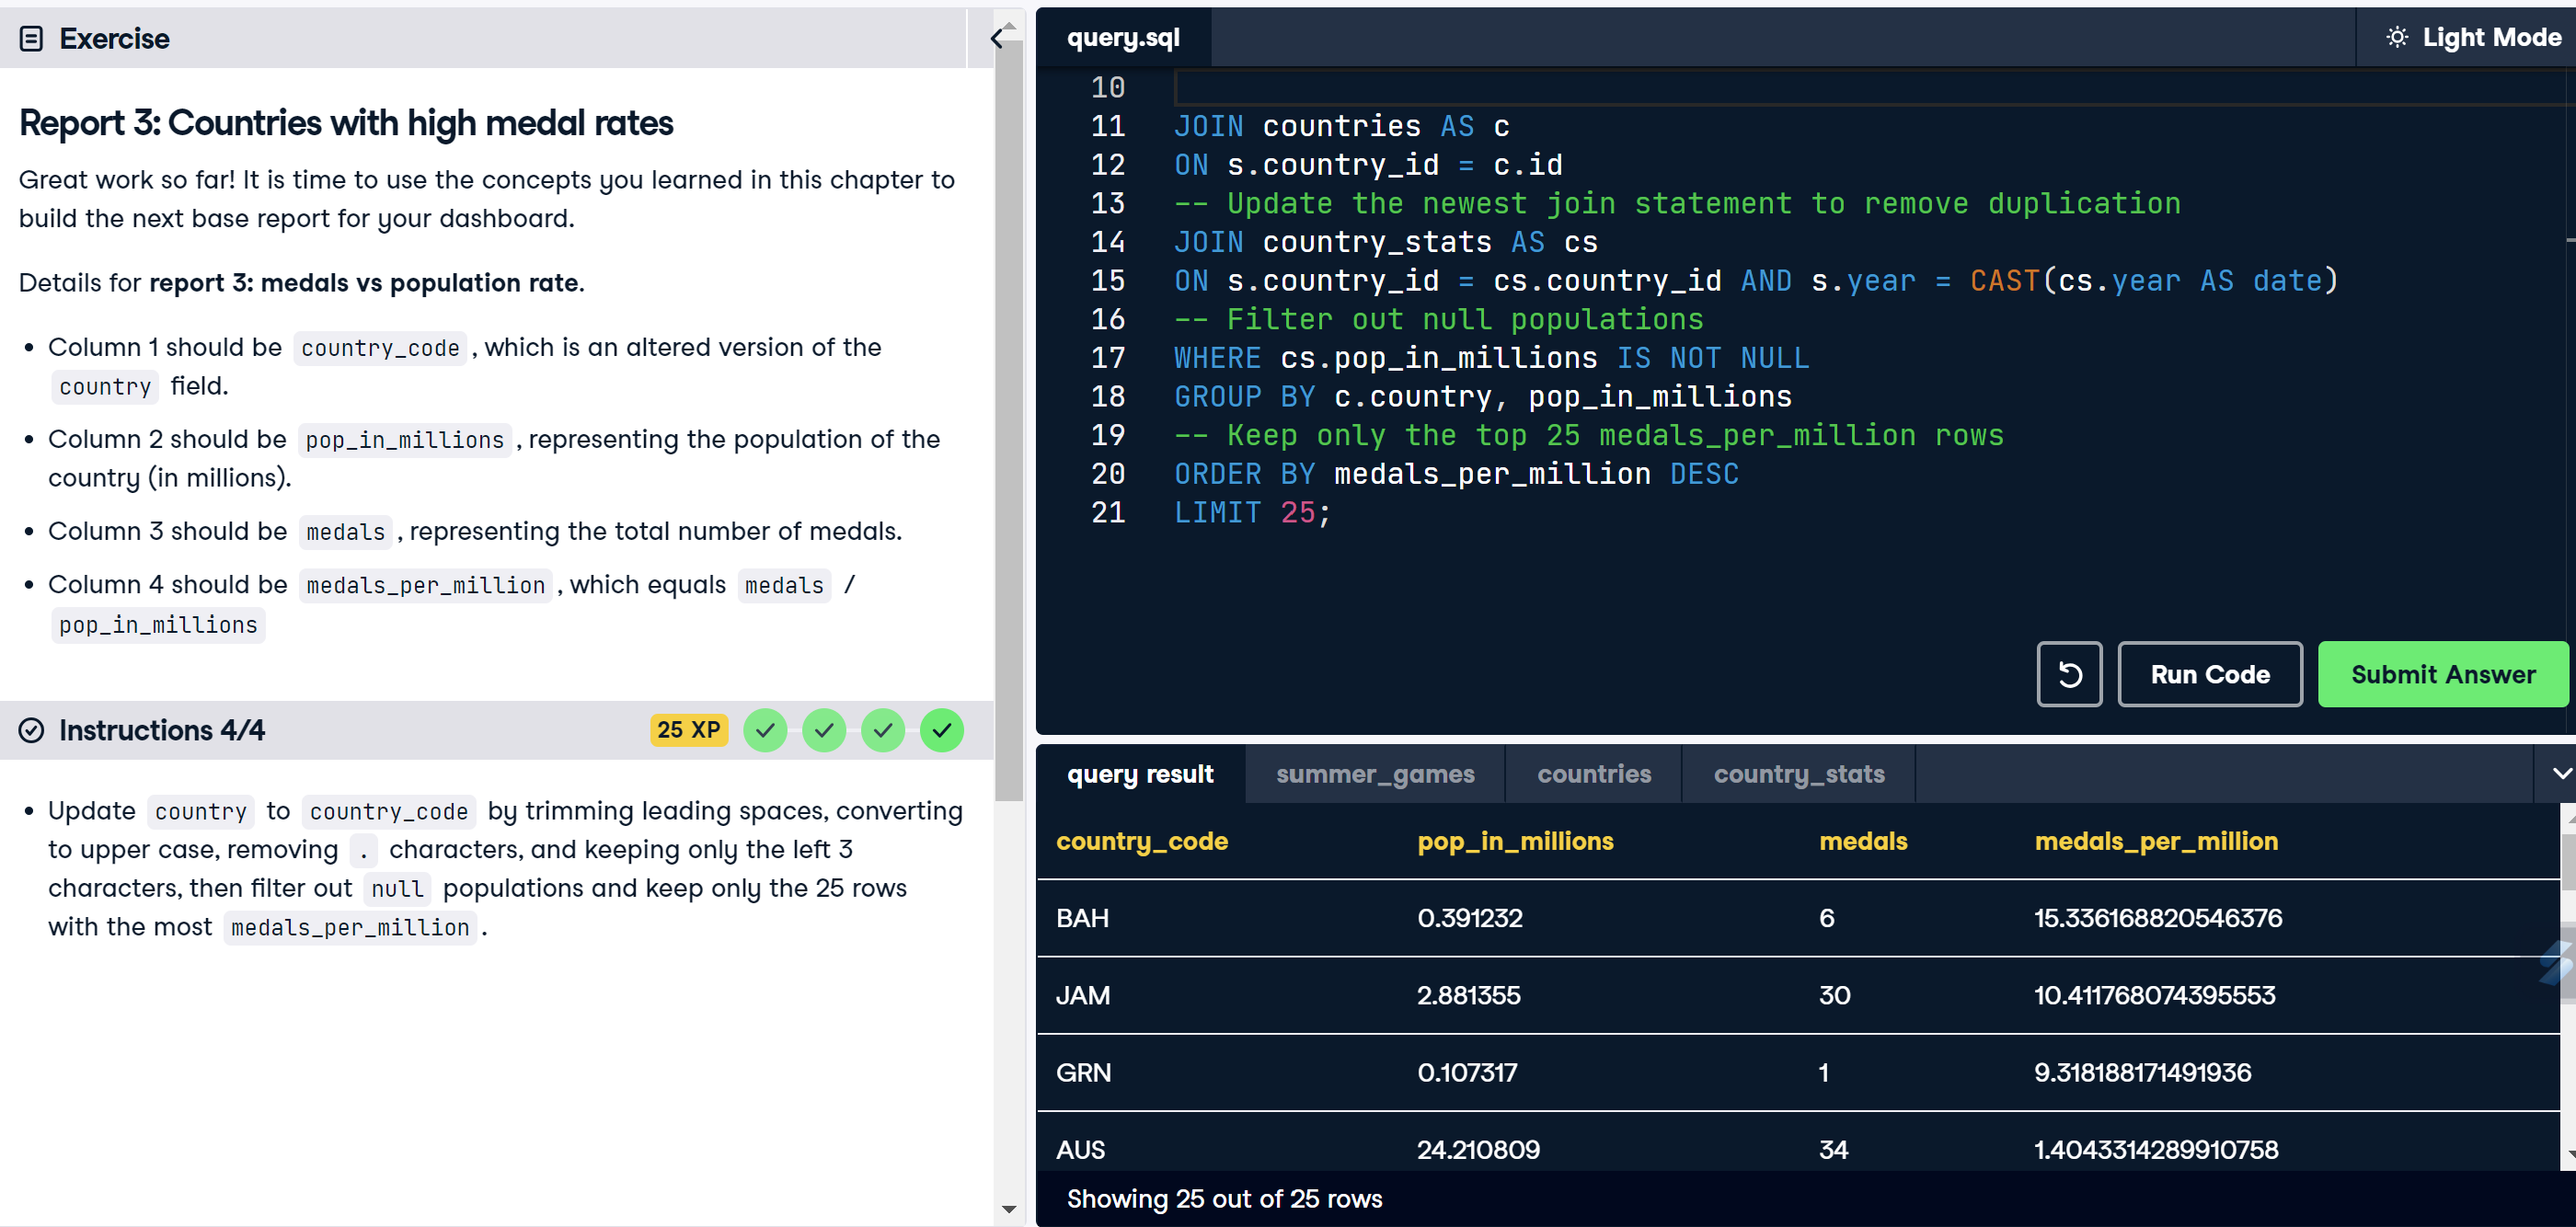 Exercise
Report 3: Countries with high medal rates
Great work so far! It is time to use the concepts you learned in this chapter to
build the next base report for your dashboard.
Details for report 3: medals vs population rate.
Column 1 should be country_code, which is an altered version of the
country field.
Column 2 should be pop_in_millions, representing the population of the
country (in millions).
Column 3 should be medals, representing the total number of medals.
Column 4 should be medals_per_million, which equals medals /
pop_in_millions
Instructions 4/4
25 XP
Update country to country_code by trimming leading spaces, converting
to upper case, removing . characters, and keeping only the left 3
characters, then filter out null populations and keep only the 25 rows
with the most medals_per_million.
query.sql
Light Mode
10
11 JOIN countries AS c
12 ON s.country_id = c.id
13 -- Update the newest join statement to remove duplication
14 JOIN country_stats AS cs
15 ON s.country_id = cs.country_id AND s.year = CAST(cs.year AS date)
16 -- Filter out null populations
17 WHERE cs.pop_in_millions IS NOT NULL
18 GROUP BY c.country, pop_in_millions
19 -- Keep only the top 25 medals_per_million rows
20 ORDER BY medals_per_million DESC
21 LIMIT 25;
Run Code
Submit Answer
query result summer_games countries country_stats
country_code pop_in_millions medals medals_per_million
BAH 0.391232 6 15.336168820546376
JAM 2.881355 30 10.411768074395553
GRN 0.107317 1 9.318188171491936
AUS 24.210809 34 1.4043314289910758
Showing 25 out of 25 rows